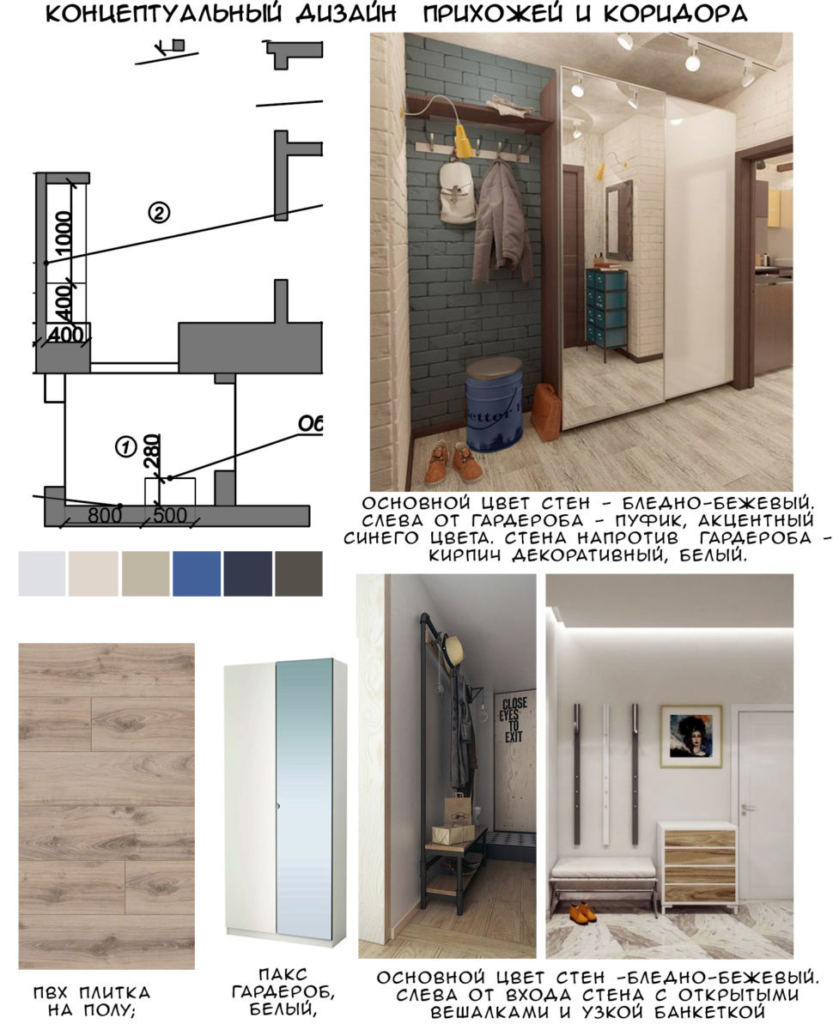 КОНЦЕПТУАЛЬНЫЙ ДИЗАЙН ПРИХОЖЕЙ И КОРИДОРА
2
1000
400
400
Об
1
280
800
500
ОСНОВНОЙ ЦВЕТ СТЕН - БЛЕДНО-БЕЖЕВЫЙ.
СЛЕВА ОТ ГАРДЕРОБА - ПУФИК, АКЦЕНТНЫЙ
СИНЕГО ЦВЕТА. СТЕНА НАПРОТИВ ГАРДЕРОБА -
КИРПИЧ ДЕКОРАТИВНЫЙ, БЕЛЫЙ.
CLOSE
EYES
TO
EXIT
ПВХ ПЛИТКА
НА ПОЛУ;
ПАКС
ГАРДЕРОБ,
БЕЛЫЙ,
ОСНОВНОЙ ЦВЕТ СТЕН -БЛЕДНО-БЕЖЕВЫЙ.
СЛЕВА ОТ ВХОДА СТЕНА С ОТКРЫТЫМИ
ВЕШАЛКАМИ И УЗКОЙ БАНКЕТКОЙ